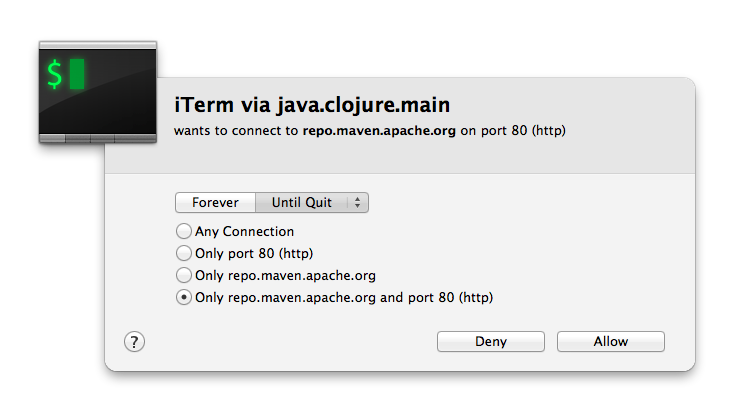 $
iTerm via java.clojure.main
wants to connect to repo.maven.apache.org on port 80 (http)
Forever Until Quit
Any Connection
Only port 80 (http)
Only repo.maven.apache.org
Only repo.maven.apache.org and port 80 (http)
? Deny Allow